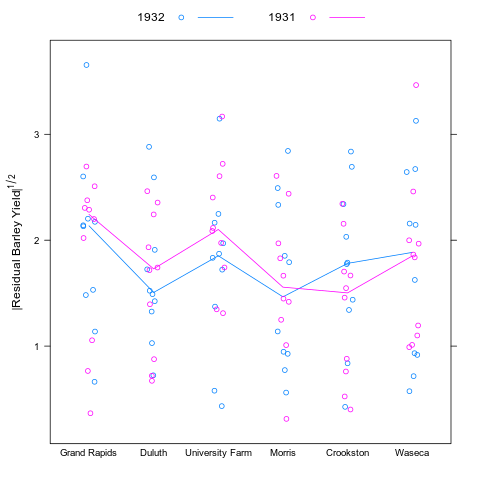 1932 1931
|Residual Barley Yield|^1/2
3
2
1
Grand Rapids Duluth University Farm Morris Crookston Waseca